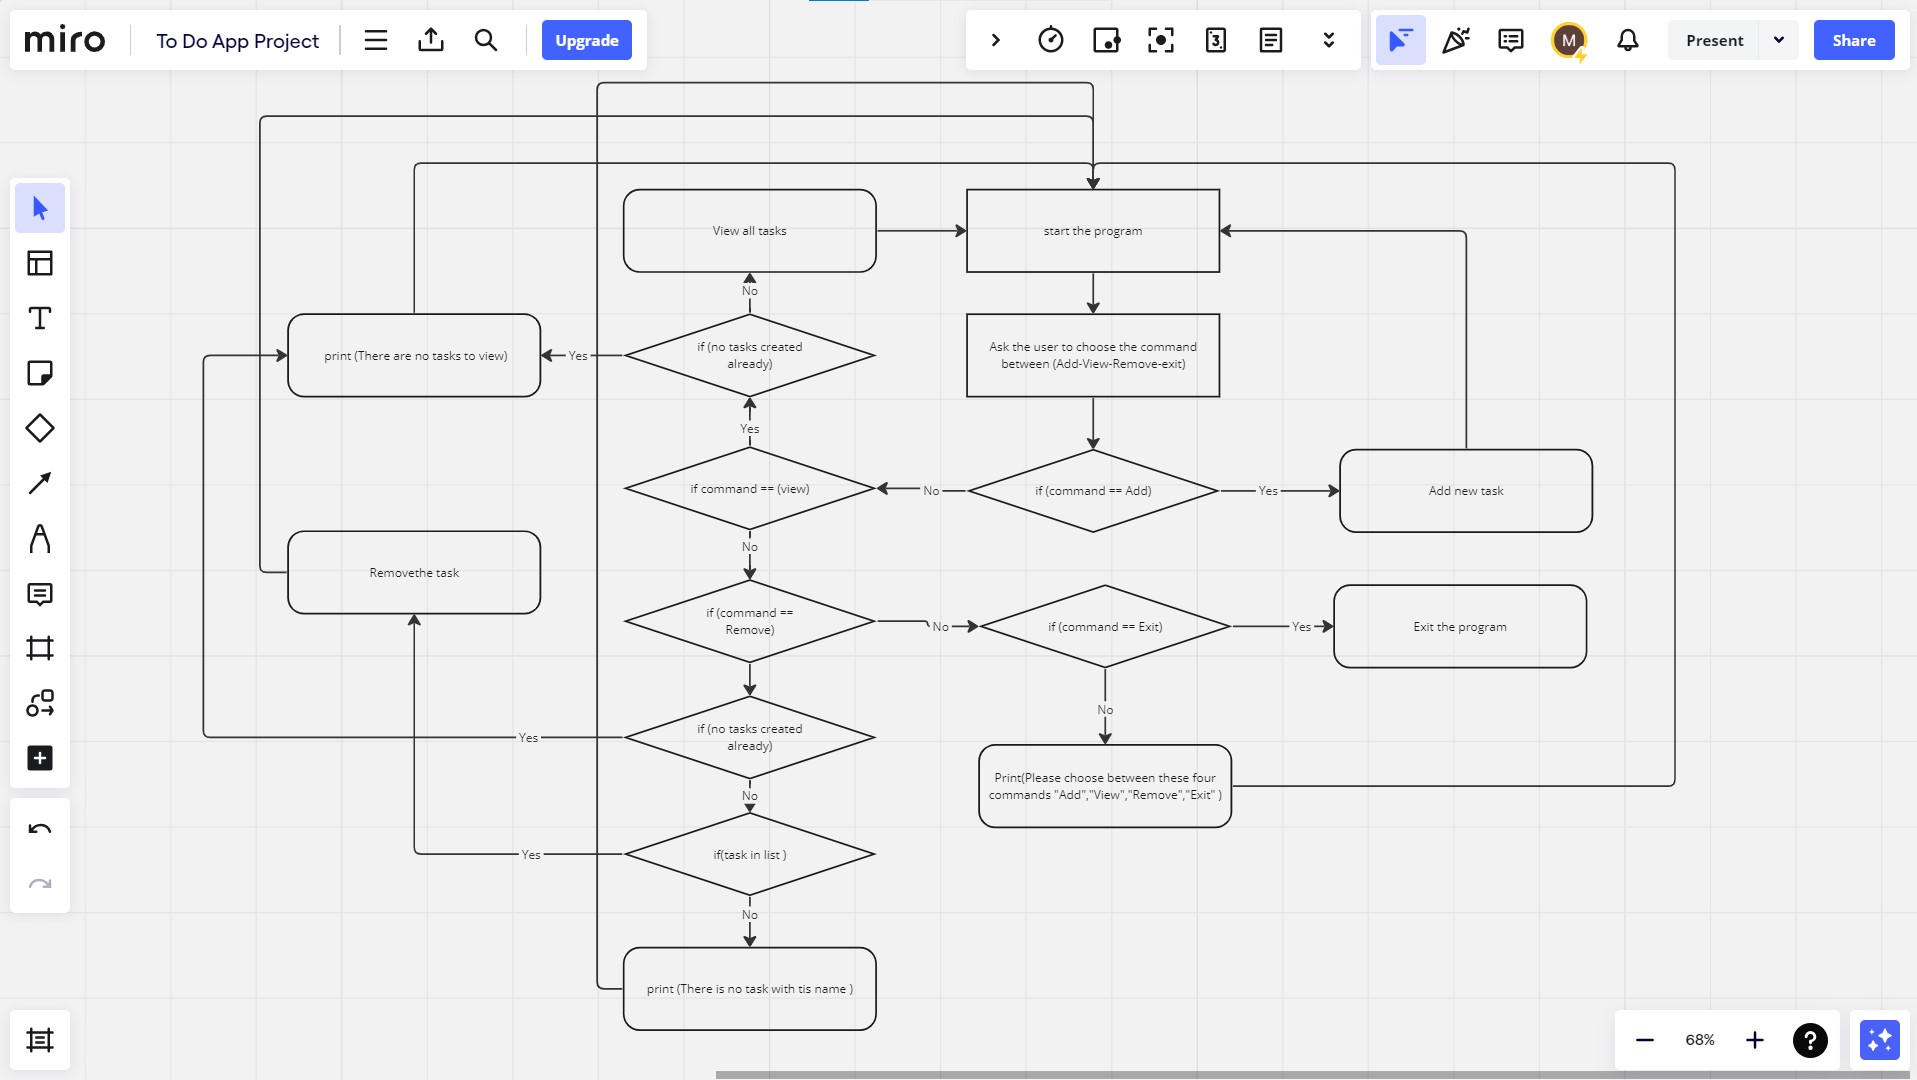 miro
To Do App Project
Upgrade
3
M
Present
Share
View all tasks
start the program
No
print (There are no tasks to view)
Yes
if (no tasks created
already)
Ask the user to choose the command
between (Add-View-Remove-exit)
Yes
if command == (view)
No
if (command == Add)
Yes
Add new task
No
Removethe task
if (command ==
Remove)
No
if (command == Exit)
Yes
Exit the program
No
Yes
if (no tasks created
already)
No
Print(Please choose between these four
commands "Add","View","Remove","Exit" )
Yes
if(task in list )
No
print (There is no task with tis name )
68%
?